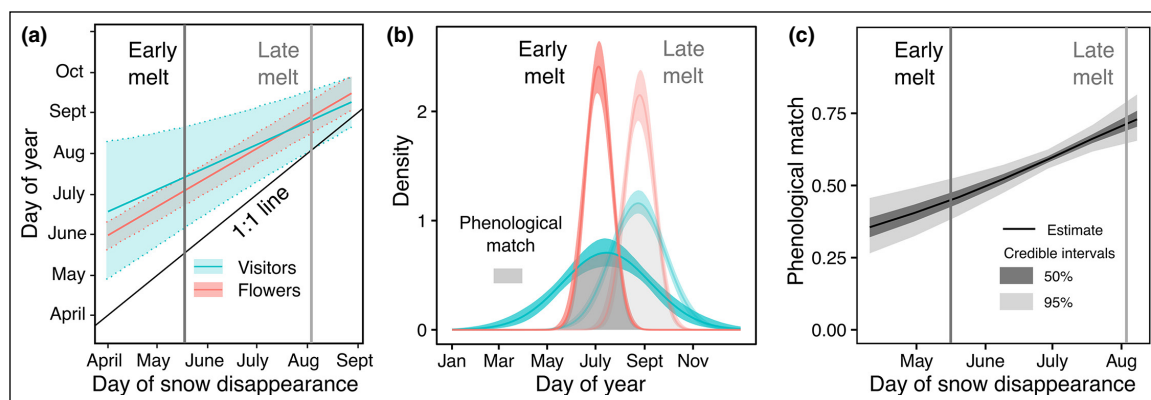 (a)
Early
melt
Late
melt
Day of year
Oct
Sept
Aug
July
June
May
April
1:1 line
Visitors
Flowers
April
May
June
July
Aug
Sept
Day of snow disappearance
(b)
Early
melt
Late
melt
Density
2
1
0
Phenological
match
Jan
Mar
May
July
Sept
Nov
Day of year
(c)
Early
melt
Late
melt
Phenological match
0.75
0.50
0.25
0.00
Estimate
Credible intervals
50%
95%
May
June
July
Aug
Day of snow disappearance